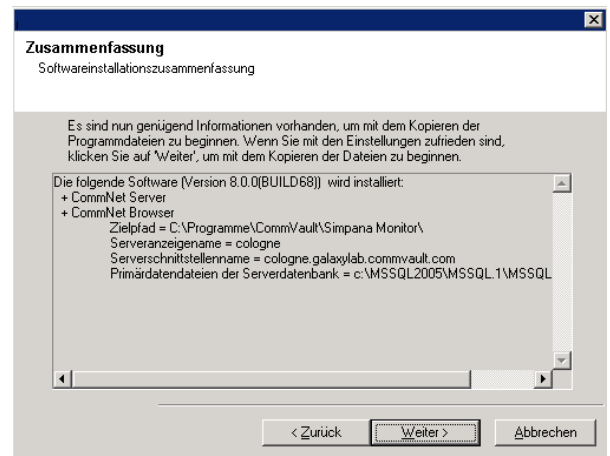 Zusammenfassung
Softwareinstallationszusammenfassung
Es sind nun genügend Informationen vorhanden, um mit dem Kopieren der
Programmdateien zu beginnen. Wenn Sie mit den Einstellungen zufrieden sind,
klicken Sie auf 'Weiter', um mit dem Kopieren der Dateien zu beginnen.
Die folgende Software (Version 8.0.0(BUILD68)) wird installiert:
+ CommNet Server
+ CommNet Browser
Zielpfad = C:\Programme\CommVault\Simpana Monitor\
Serveranzeigename = cologne
Serverschnittstellenname = cologne.galaxylab.commvault.com
Primärdatendateien der Serverdatenbank = c:\MSSQL2005\MSSQL.1\MSSQL
< Zurück
Weiter >
Abbrechen